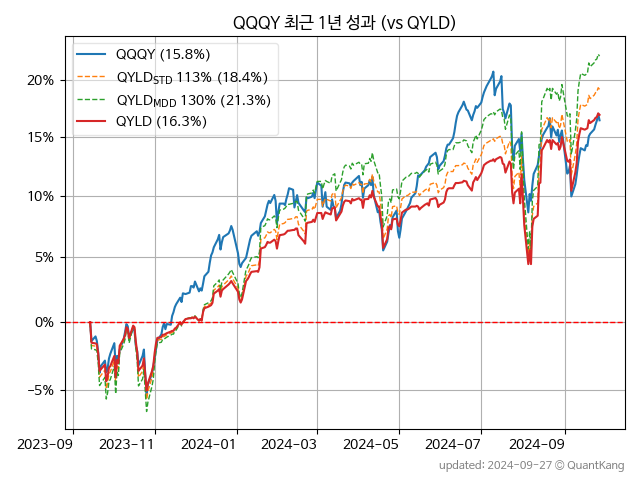 QQQY 최근 1년 성과 (vs QYLD)
QQQY (15.8%)
QYLD_STD 113% (18.4%)
QYLD_MDD 130% (21.3%)
QYLD (16.3%)
20%
15%
10%
5%
0%
−5%
2023-09 2023-11 2024-01 2024-03 2024-05 2024-07 2024-09
updated: 2024-09-27 © QuantKang